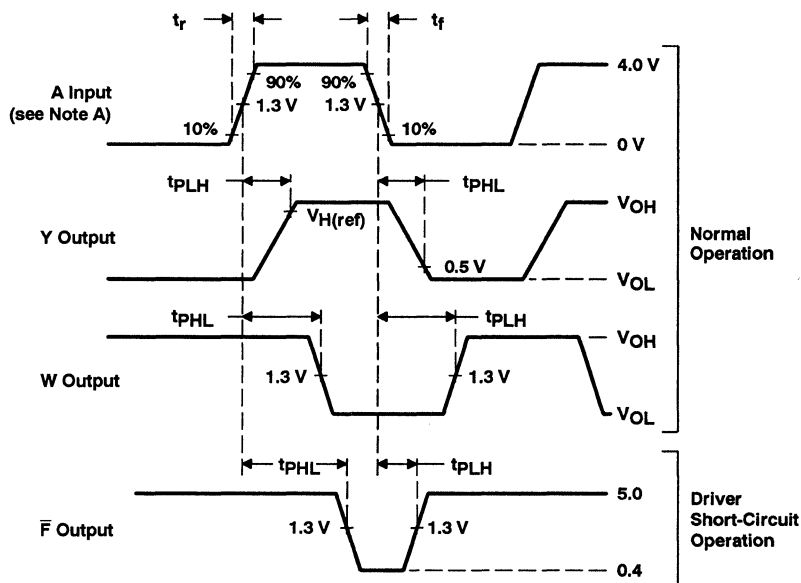 tr
tf
A Input
(see Note A)
90%
90%
1.3 V
1.3 V
10%
10%
4.0 V
0 V
tPLH
tPHL
Y Output
VH(ref)
0.5 V
VOH
VOL
Normal
Operation
tPHL
tPLH
W Output
1.3 V
1.3 V
VOH
VOL
tPHL
tPLH
F̅ Output
1.3 V
1.3 V
5.0
0.4
Driver
Short-Circuit
Operation